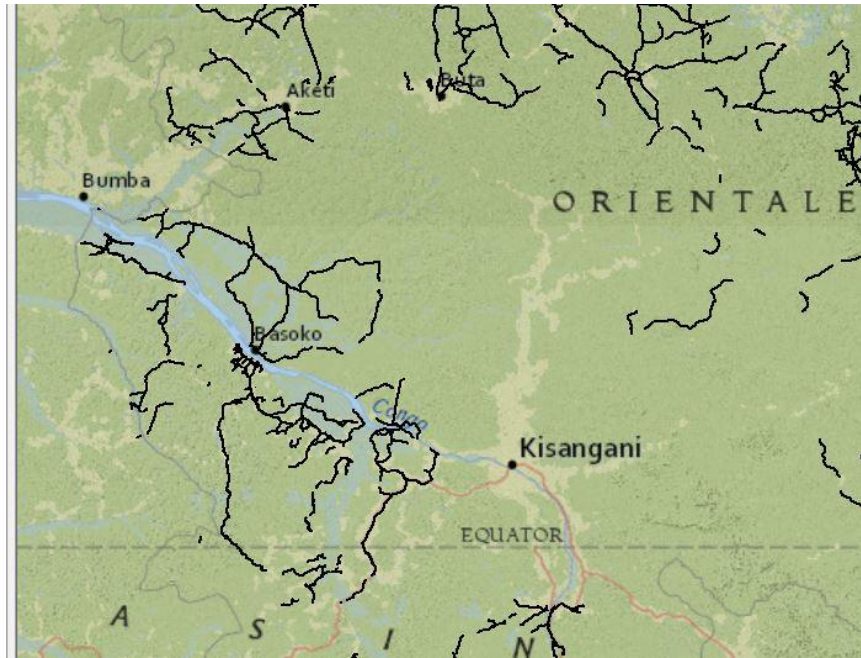 Aketi
Buta
Bumba
ORIENTALE
Basoko
Congo
Kisangani
EQUATOR
A S I N